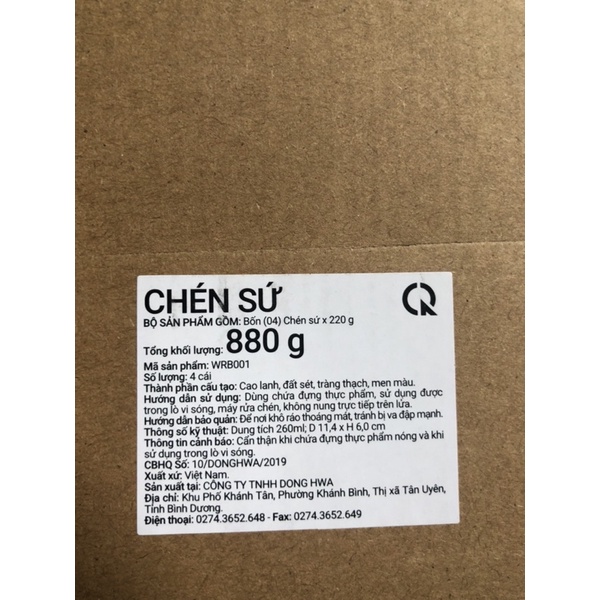 CHÉN SỨ
BỘ SẢN PHẨM GỒM: Bốn (04) Chén sứ x 220 g
Tổng khối lượng: 880 g
Mã sản phẩm: WRB001
Số lượng: 4 cái
Thành phần cấu tạo: Cao lanh, đất sét, tràng thạch, men màu.
Hướng dẫn sử dụng: Dùng chứa đựng thực phẩm, sử dụng được
trong lò vi sóng, máy rửa chén, không nung trực tiếp trên lửa.
Hướng dẫn bảo quản: Để nơi khô ráo thoáng mát, tránh bị va đập mạnh.
Thông số kỹ thuật: Dung tích 260ml; D 11,4 x H 6,0 cm
Thông tin cảnh báo: Cẩn thận khi chứa đựng thực phẩm nóng và khi
sử dụng trong lò vi sóng.
CBHQ Số: 10/DONGHWA/2019
Xuất xứ: Việt Nam.
Sản xuất tại: CÔNG TY TNHH DONG HWA
Địa chỉ: Khu Phố Khánh Tân, Phường Khánh Bình, Thị xã Tân Uyên,
Tỉnh Bình Dương.
Điện thoại: 0274.3652.648 - Fax: 0274.3652.649